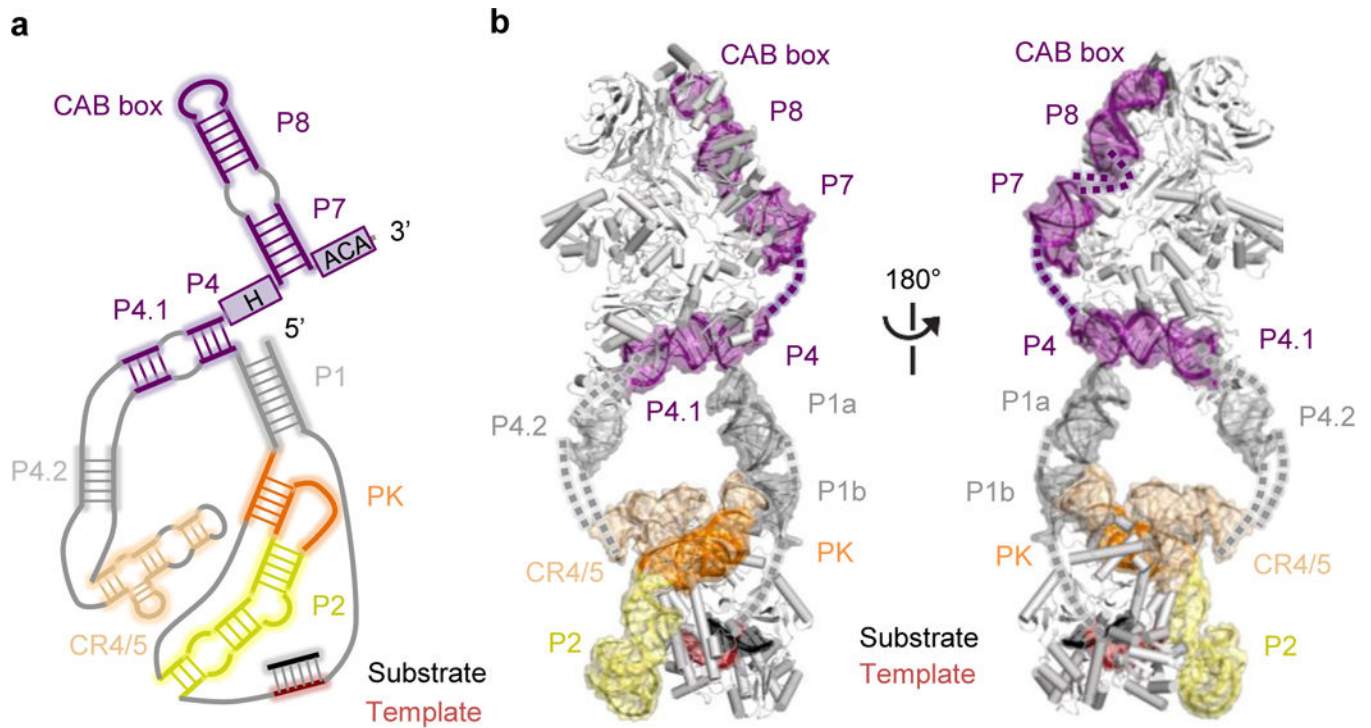 a
CAB box
P8
P7
3’
ACA
P4
H
P4.1
5’
P1
P4.2
PK
P2
CR4/5
Substrate
Template
b
CAB box
P8
P7
P4
P4.1
P4.2
P1a
P1b
PK
CR4/5
P2
180°
CAB box
P8
P7
P4
P4.1
P1a
P4.2
P1b
PK
CR4/5
Substrate
Template
P2